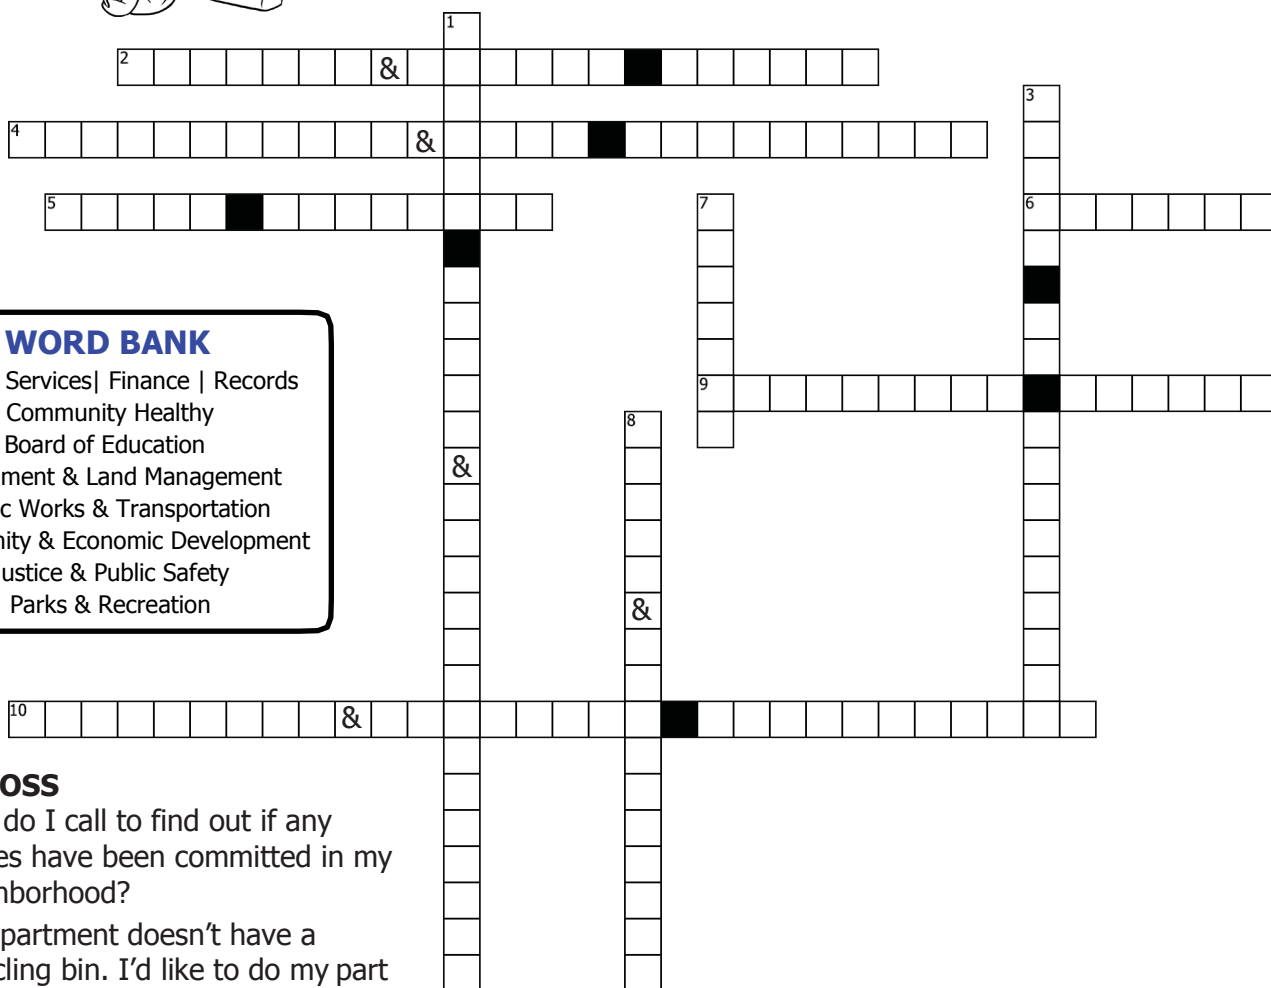 1
2
&
3
4
&
5
7
6
WORD BANK
Services| Finance | Records
Community Healthy
Board of Education
ment & Land Management
c Works & Transportation
nity & Economic Development
ustice & Public Safety
Parks & Recreation
9
8
&
&
10
&
OSS
do I call to find out if any
es have been committed in my
hborhood?
partment doesn't have a
cling bin. I'd like to do my part